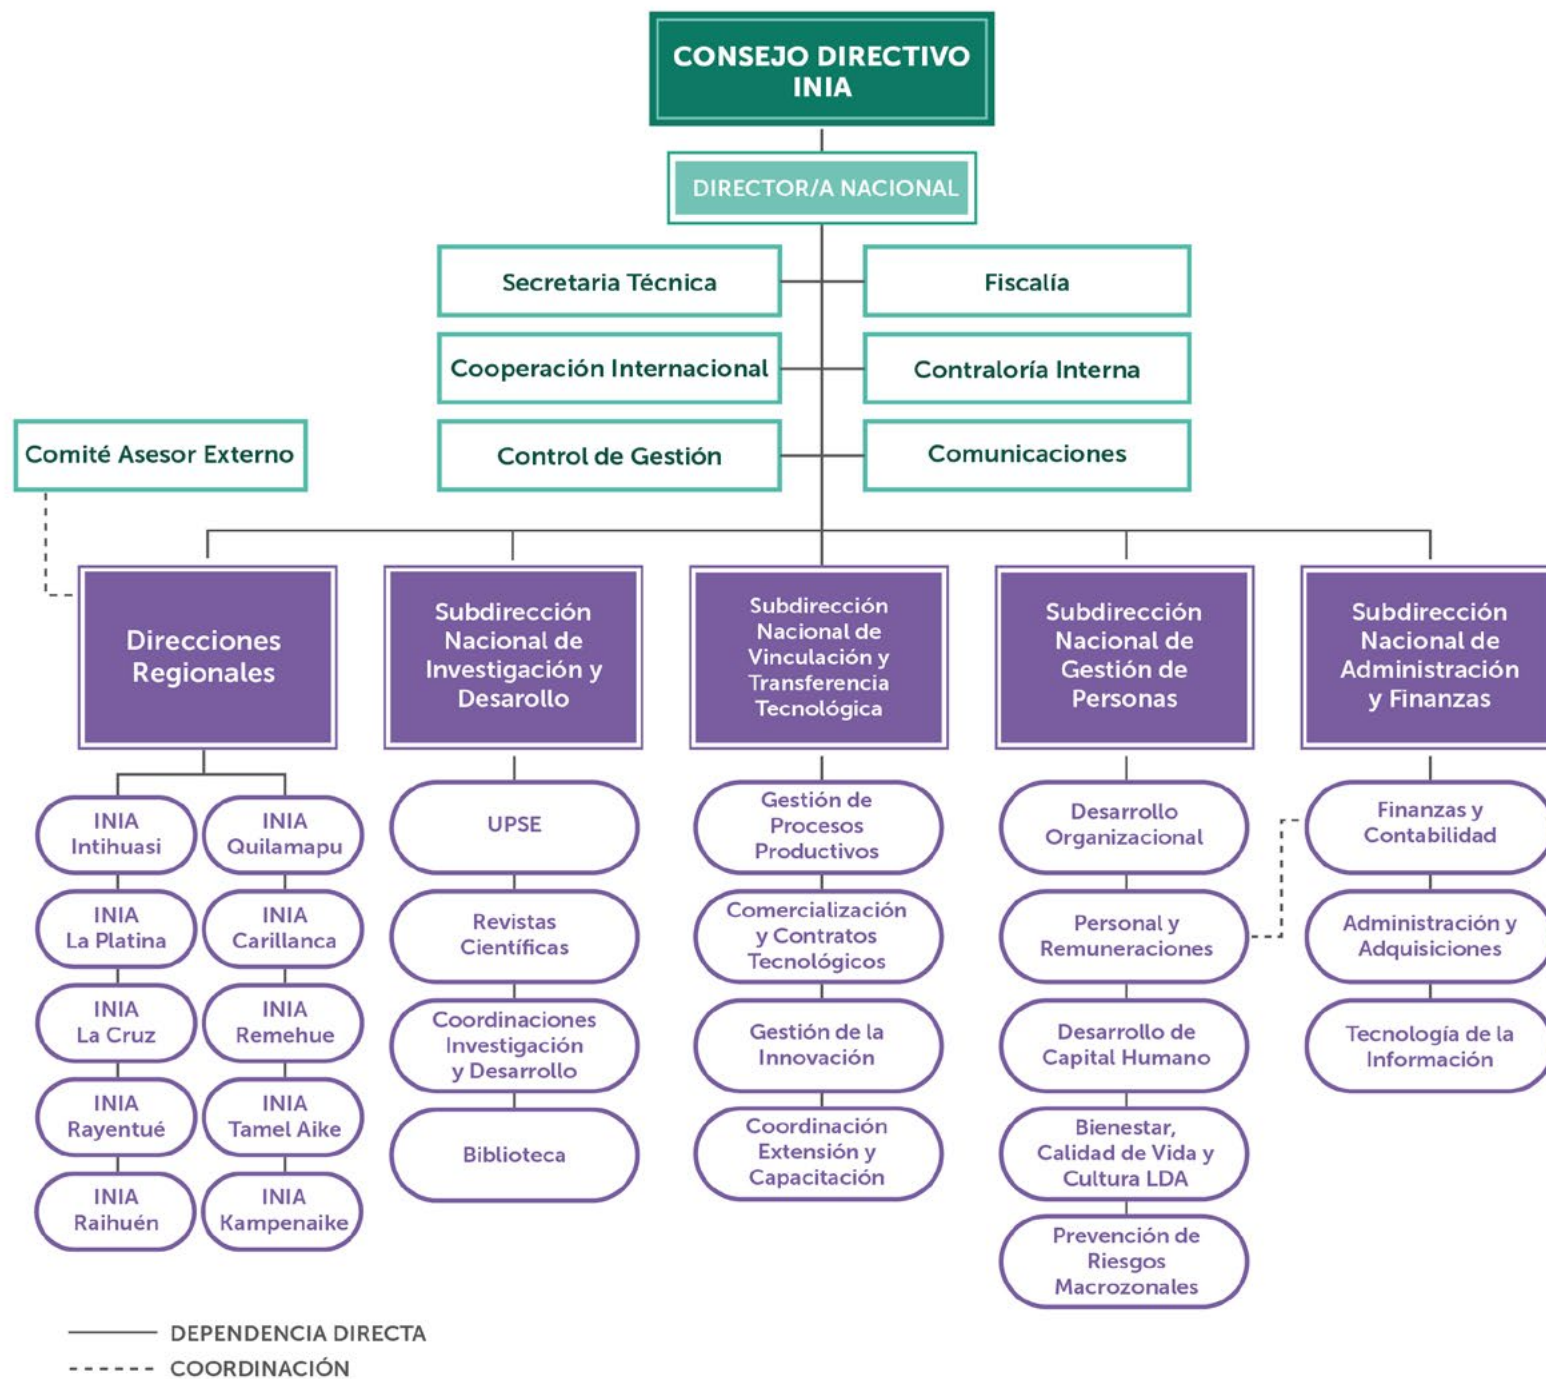 CONSEJO DIRECTIVO
INIA
DIRECTOR/A NACIONAL
Secretaria Técnica
Fiscalía
Cooperación Internacional
Contraloría Interna
Comité Asesor Externo
Control de Gestión
Comunicaciones
Direcciones
Regionales
Subdirección
Nacional de
Investigación y
Desarollo
Subdirección
Nacional de
Vinculación y
Transferencia
Tecnológica
Subdirección
Nacional de
Gestión de
Personas
Subdirección
Nacional de
Administración
y Finanzas
INIA
Intihuasi
INIA
La Platina
INIA
La Cruz
INIA
Rayentué
INIA
Raihuén
INIA
Quilamapu
INIA
Carillanca
INIA
Remehue
INIA
Tamel Aike
INIA
Kampenaike
UPSE
Revistas
Científicas
Coordinaciones
Investigación
y Desarrollo
Biblioteca
Gestión de
Procesos
Productivos
Comercialización
y Contratos
Tecnológicos
Gestión de la
Innovación
Coordinación
Extensión y
Capacitación
Desarrollo
Organizacional
Personal y
Remuneraciones
Desarrollo de
Capital Humano
Bienestar,
Calidad de Vida y
Cultura LDA
Prevención de
Riesgos
Macrozonales
Finanzas y
Contabilidad
Administración y
Adquisiciones
Tecnología de la
Información
DEPENDENCIA DIRECTA
COORDINACIÓN